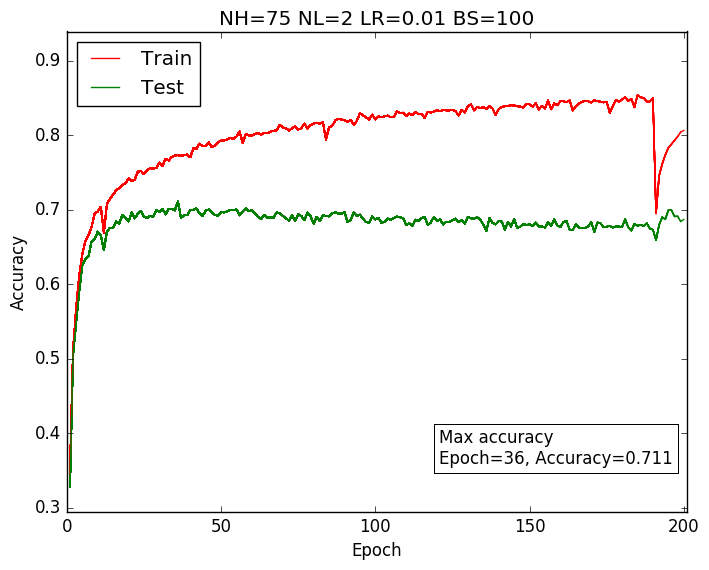 NH=75 NL=2 LR=0.01 BS=100
Train
Test
0.9
0.8
0.7
0.6
0.5
0.4
0.3
Accuracy
Max accuracy
Epoch=36, Accuracy=0.711
0 50 100 150 200
Epoch